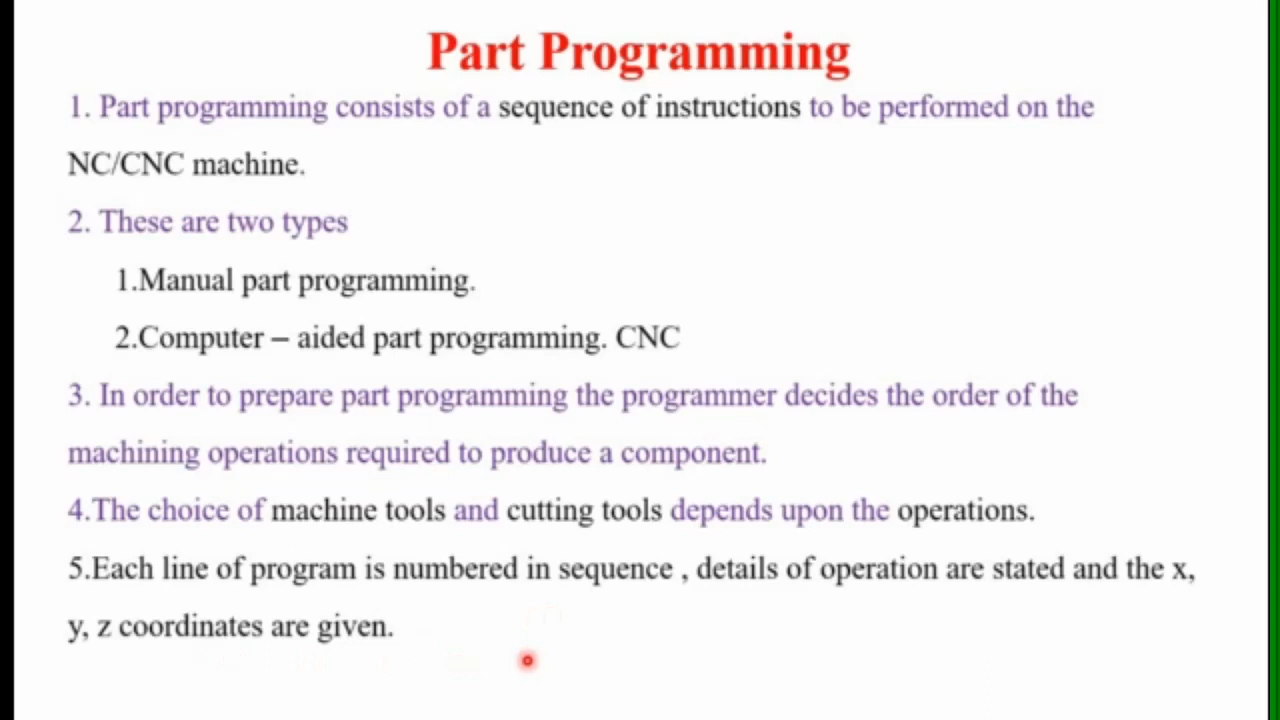 Part Programming
1. Part programming consists of a sequence of instructions to be performed on the
NC/CNC machine.
2. These are two types
1.Manual part programming.
2.Computer – aided part programming. CNC
3. In order to prepare part programming the programmer decides the order of the
machining operations required to produce a component.
4.The choice of machine tools and cutting tools depends upon the operations.
5.Each line of program is numbered in sequence , details of operation are stated and the x,
y, z coordinates are given.